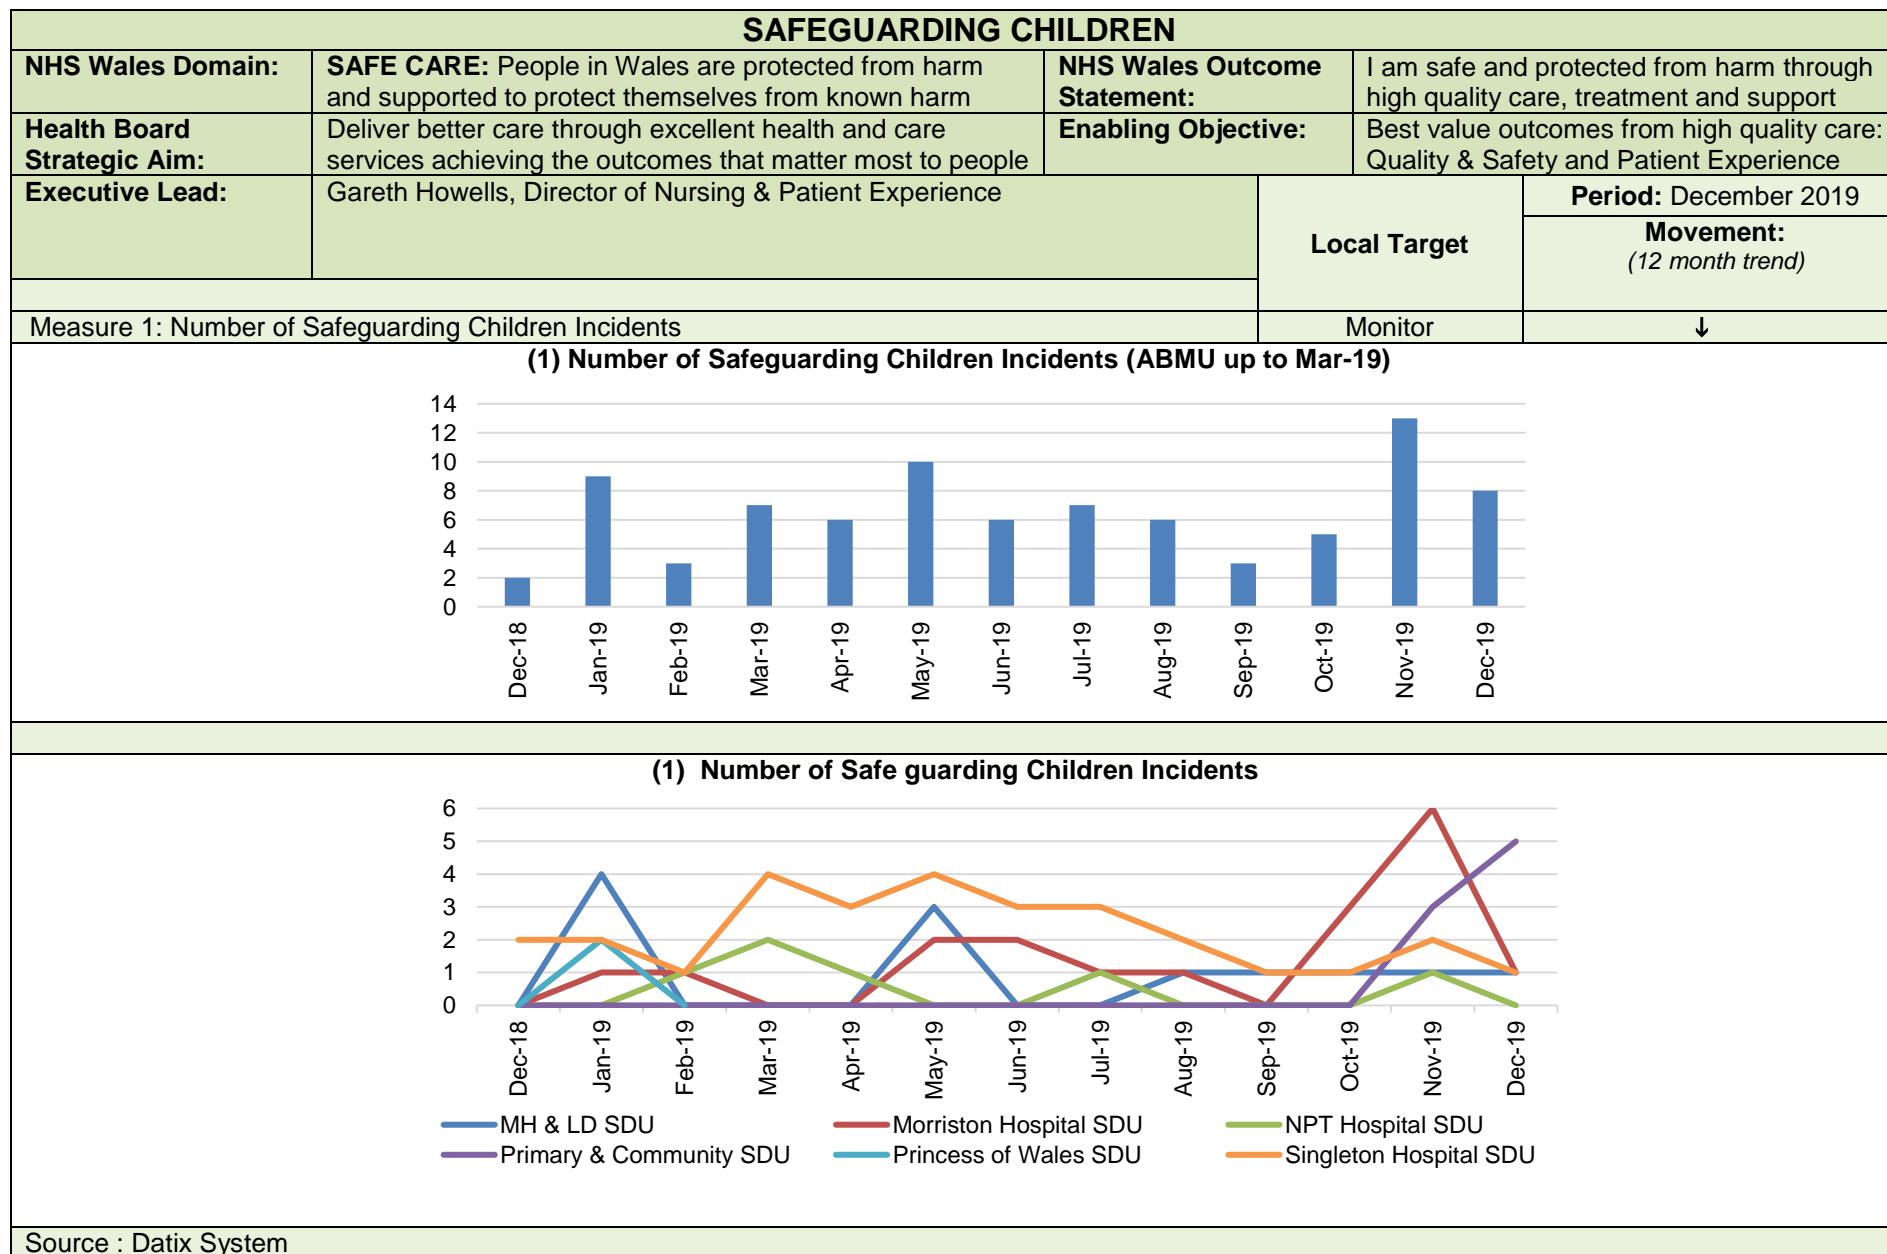 SAFEGUARDING CHILDREN
NHS Wales Domain:
SAFE CARE: People in Wales are protected from harm
and supported to protect themselves from known harm
NHS Wales Outcome
Statement:
I am safe and protected from harm through
high quality care, treatment and support
Health Board
Strategic Aim:
Deliver better care through excellent health and care
services achieving the outcomes that matter most to people
Enabling Objective:
Best value outcomes from high quality care:
Quality & Safety and Patient Experience
Executive Lead:
Gareth Howells, Director of Nursing & Patient Experience
Local Target
Period: December 2019
Movement:
(12 month trend)
Measure 1: Number of Safeguarding Children Incidents
Monitor
↓
(1) Number of Safeguarding Children Incidents (ABMU up to Mar-19)
14
12
10
8
6
4
2
0
Dec-18
Jan-19
Feb-19
Mar-19
Apr-19
May-19
Jun-19
Jul-19
Aug-19
Sep-19
Oct-19
Nov-19
Dec-19
(1) Number of Safe guarding Children Incidents
6
5
4
3
2
1
0
Dec-18
Jan-19
Feb-19
Mar-19
Apr-19
May-19
Jun-19
Jul-19
Aug-19
Sep-19
Oct-19
Nov-19
Dec-19
MH & LD SDU
Morriston Hospital SDU
NPT Hospital SDU
Primary & Community SDU
Princess of Wales SDU
Singleton Hospital SDU
Source : Datix System